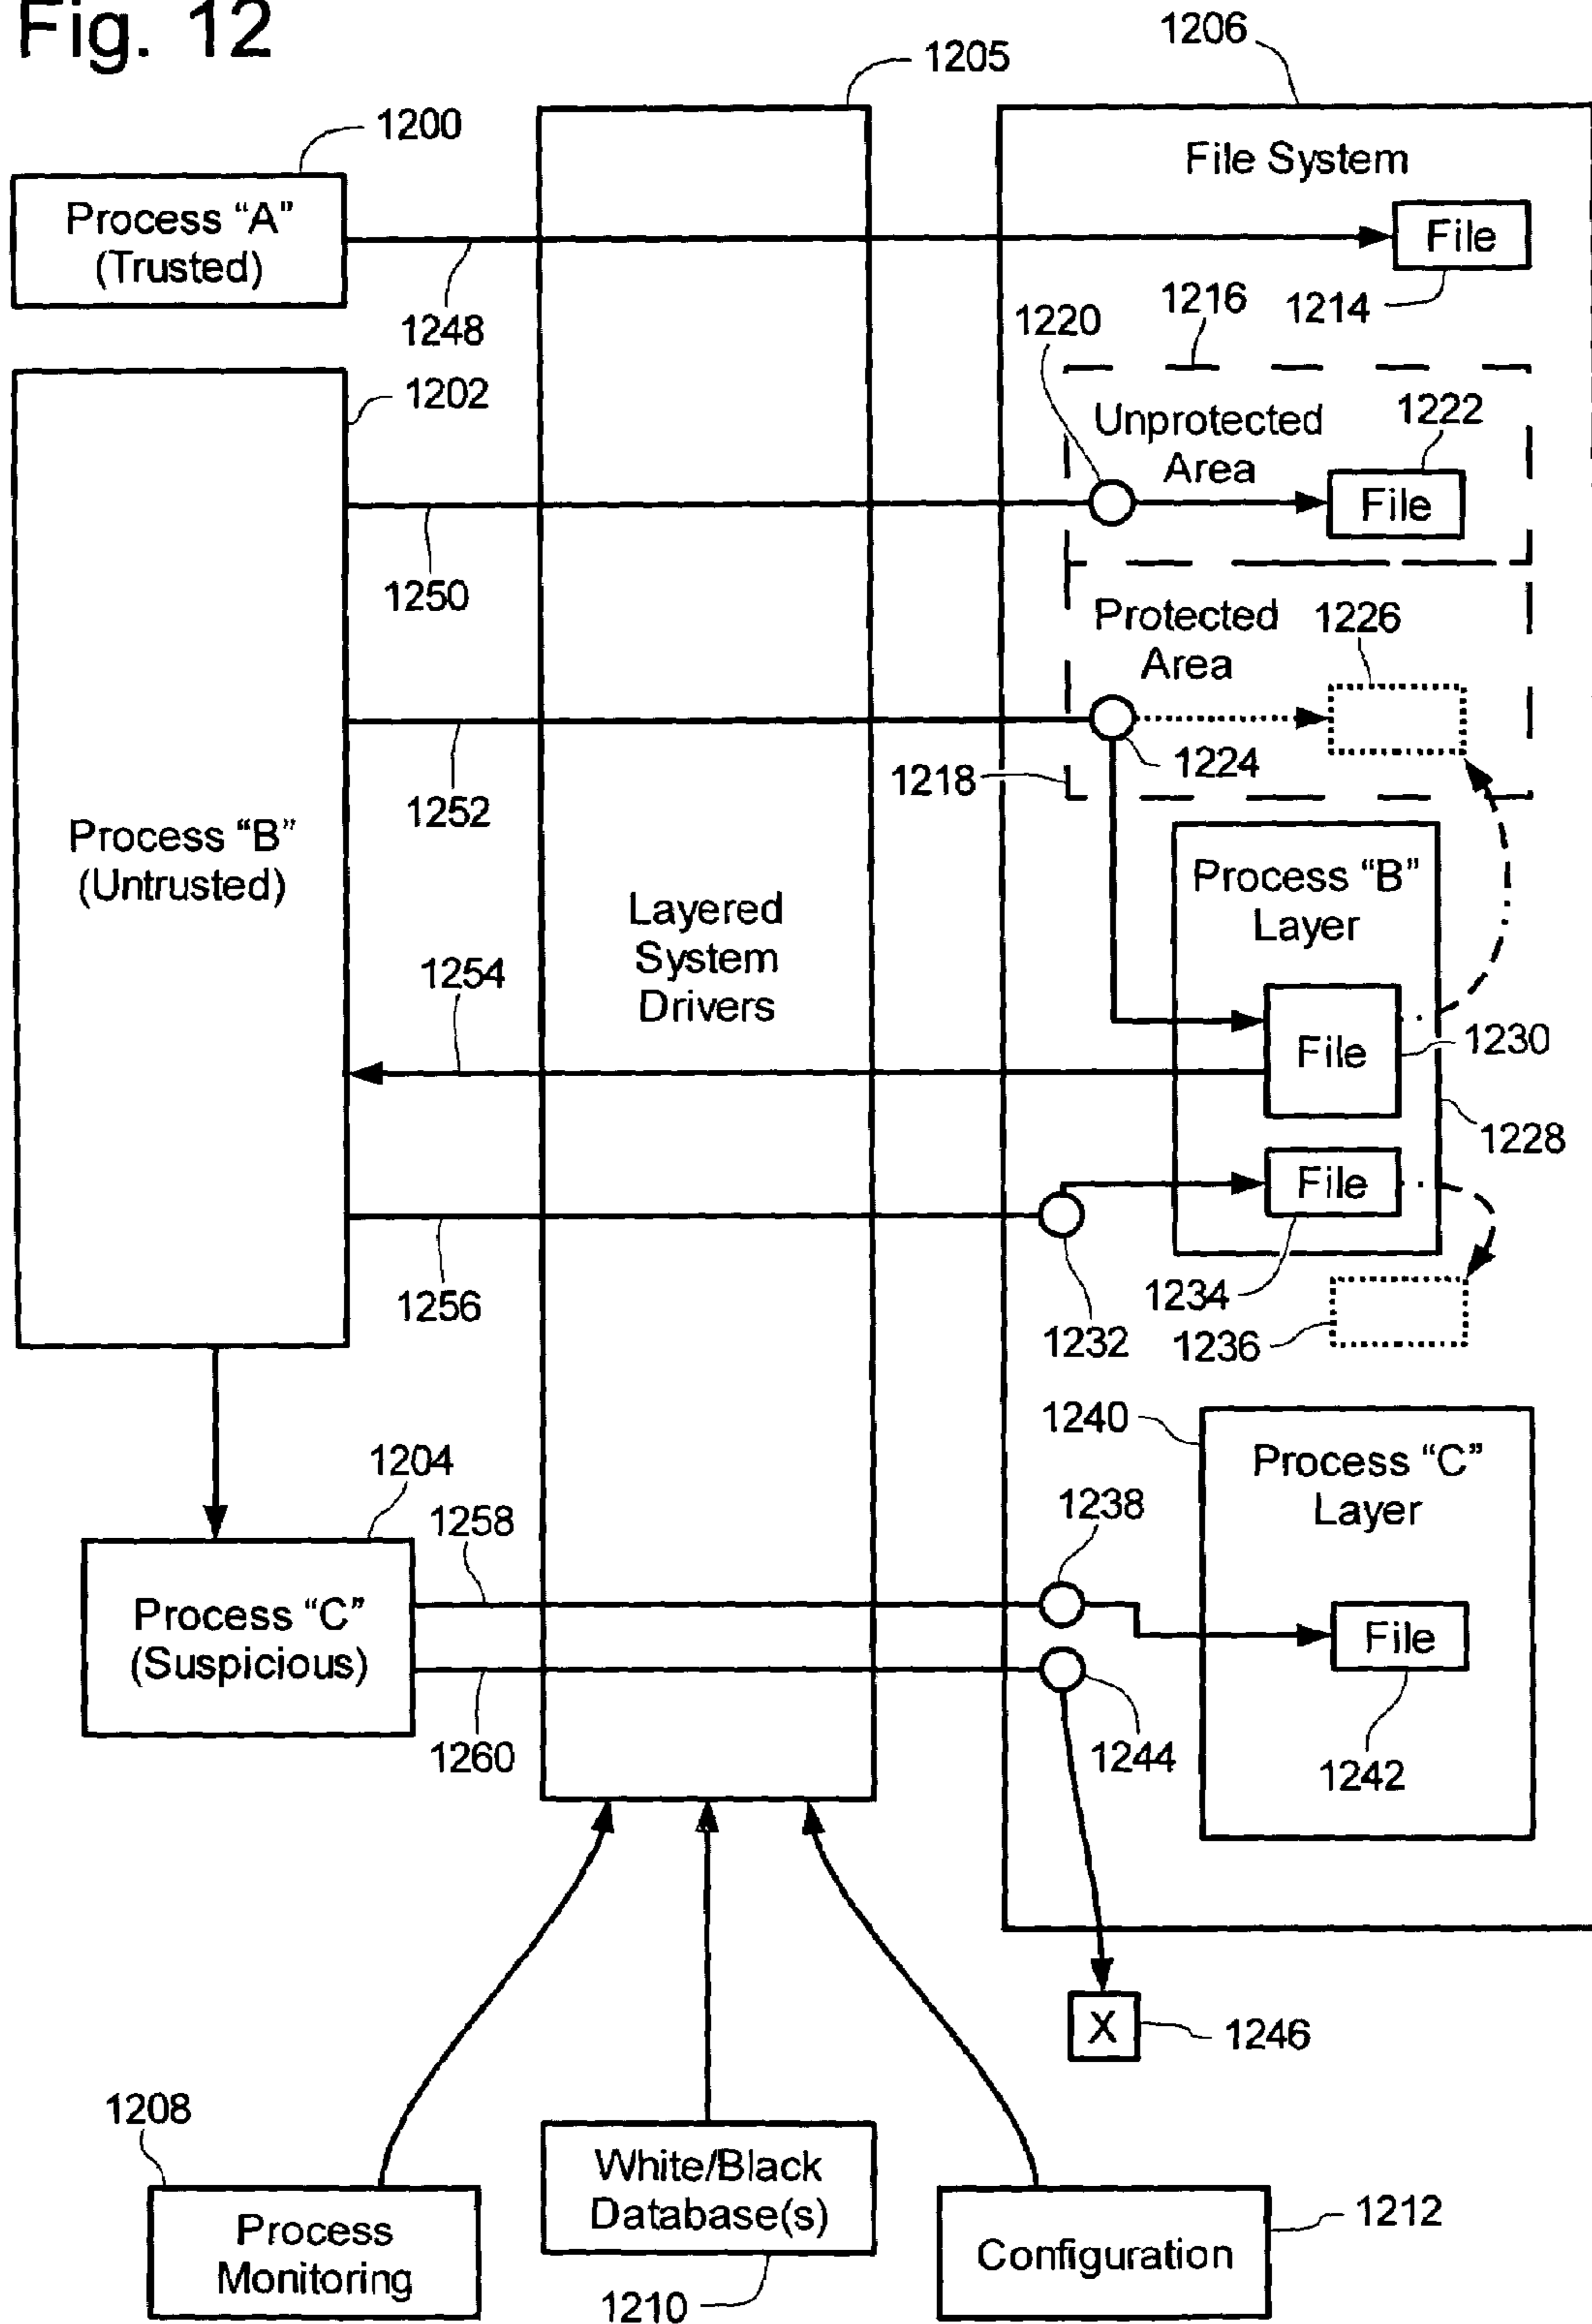 Fig. 12
1206
1205
1200
File System
Process “A”
(Trusted)
File
1248
1216
1214
1220
1202
Unprotected
Area
1222
File
1250
Protected
Area
1226
1224
1218
1252
Process “B”
(Untrusted)
Layered
System
Drivers
Process “B”
Layer
1254
File
1230
1228
File
1256
1234
1232
1236
1240
Process “C”
Layer
1204
1258
1238
Process “C”
(Suspicious)
File
1260
1244
1242
X
1246
1208
White/Black
Database(s)
1212
Process
Monitoring
Configuration
1210